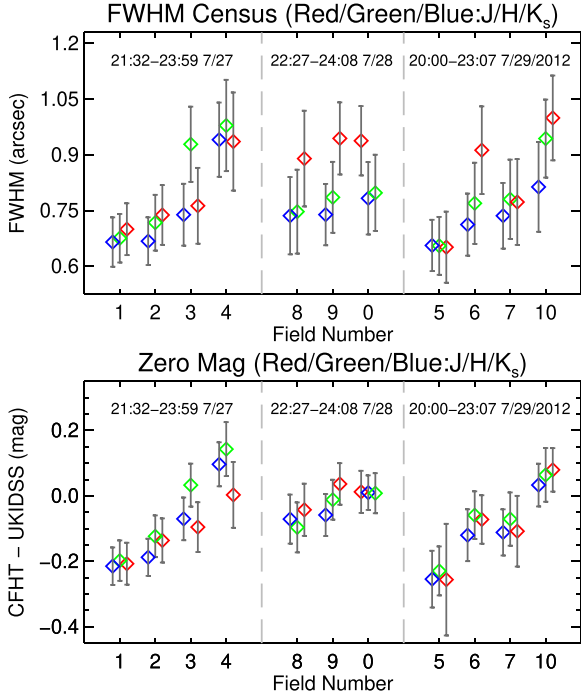 FWHM Census (Red/Green/Blue:J/H/Ks)
21:32−23:59 7/27
22:27−24:08 7/28
20:00−23:07 7/29/2012
FWHM (arcsec)
1.2
1.05
0.9
0.75
0.6
1 2 3 4 8 9 0 5 6 7 10
Field Number
Zero Mag (Red/Green/Blue:J/H/Ks)
21:32−23:59 7/27
22:27−24:08 7/28
20:00−23:07 7/29/2012
CFHT − UKIDSS (mag)
0.2
0.0
−0.2
−0.4
1 2 3 4 8 9 0 5 6 7 10
Field Number